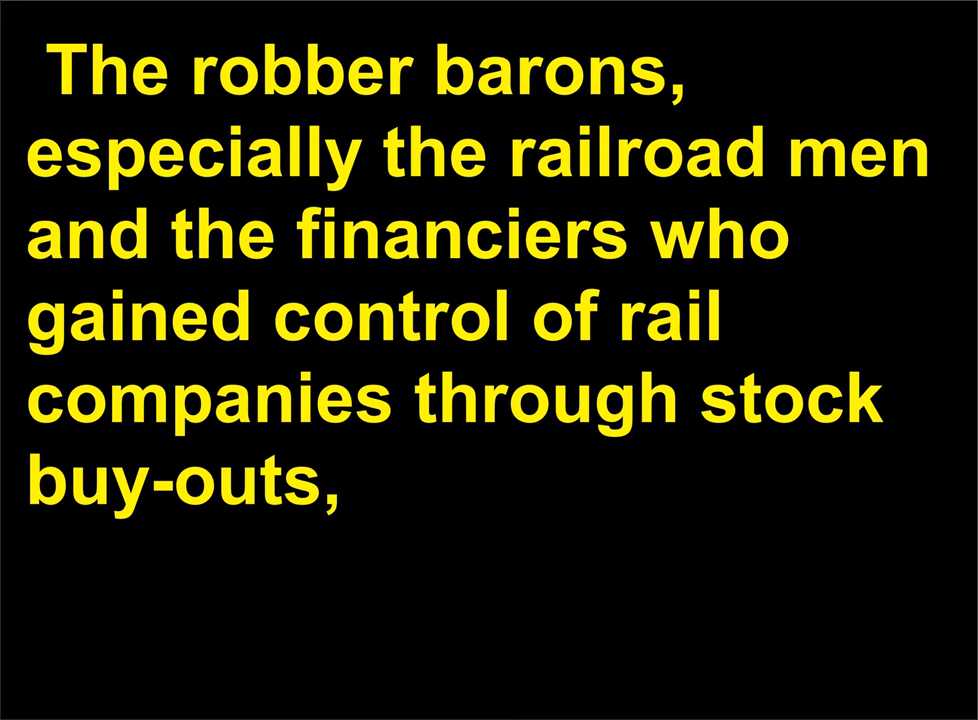 The robber barons,
especially the railroad men
and the financiers who
gained control of rail
companies through stock
buy-outs,